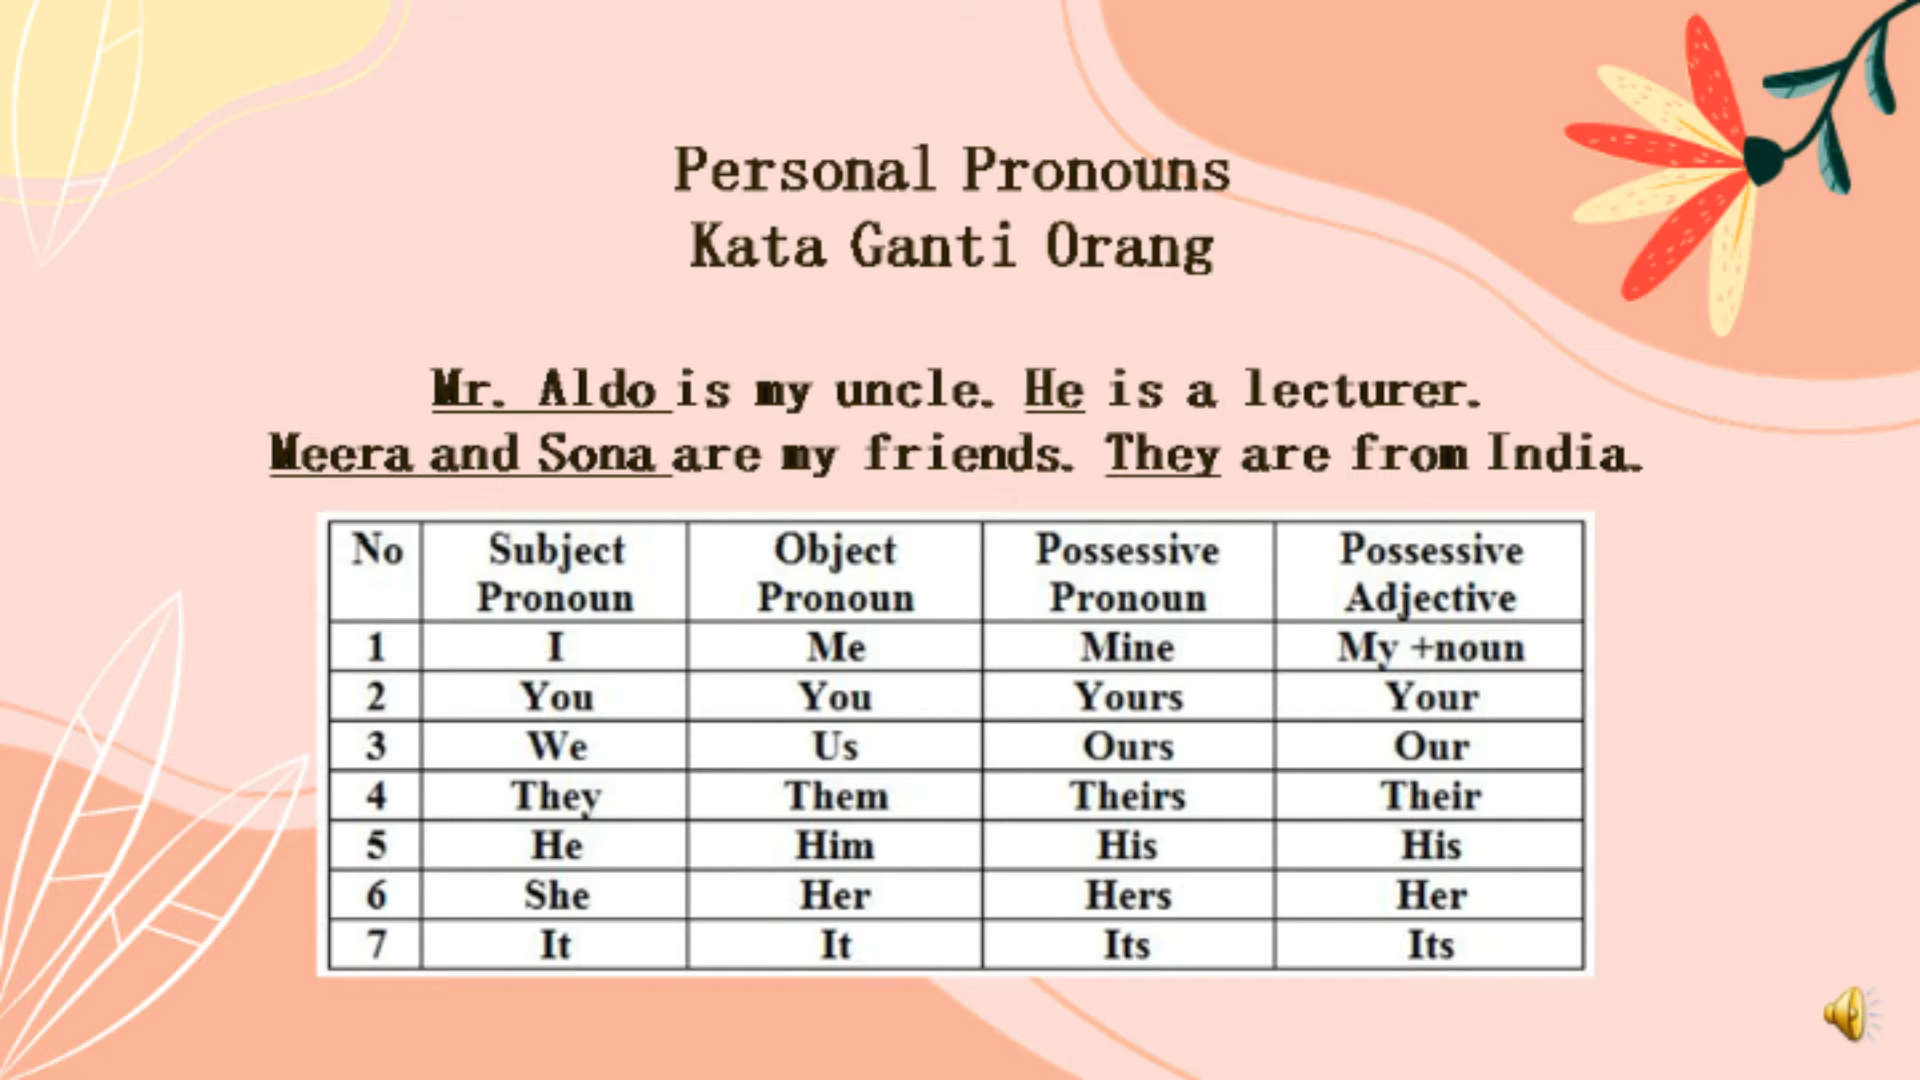 Personal Pronouns
Kata Ganti Orang
Mr. Aldo is my uncle. He is a lecturer.
Meera and Sona are my friends. They are from India.
No Subject Pronoun Object Pronoun Possessive Pronoun Possessive Adjective
1 I Me Mine My +noun
2 You You Yours Your
3 We Us Ours Our
4 They Them Theirs Their
5 He Him His His
6 She Her Hers Her
7 It It Its Its